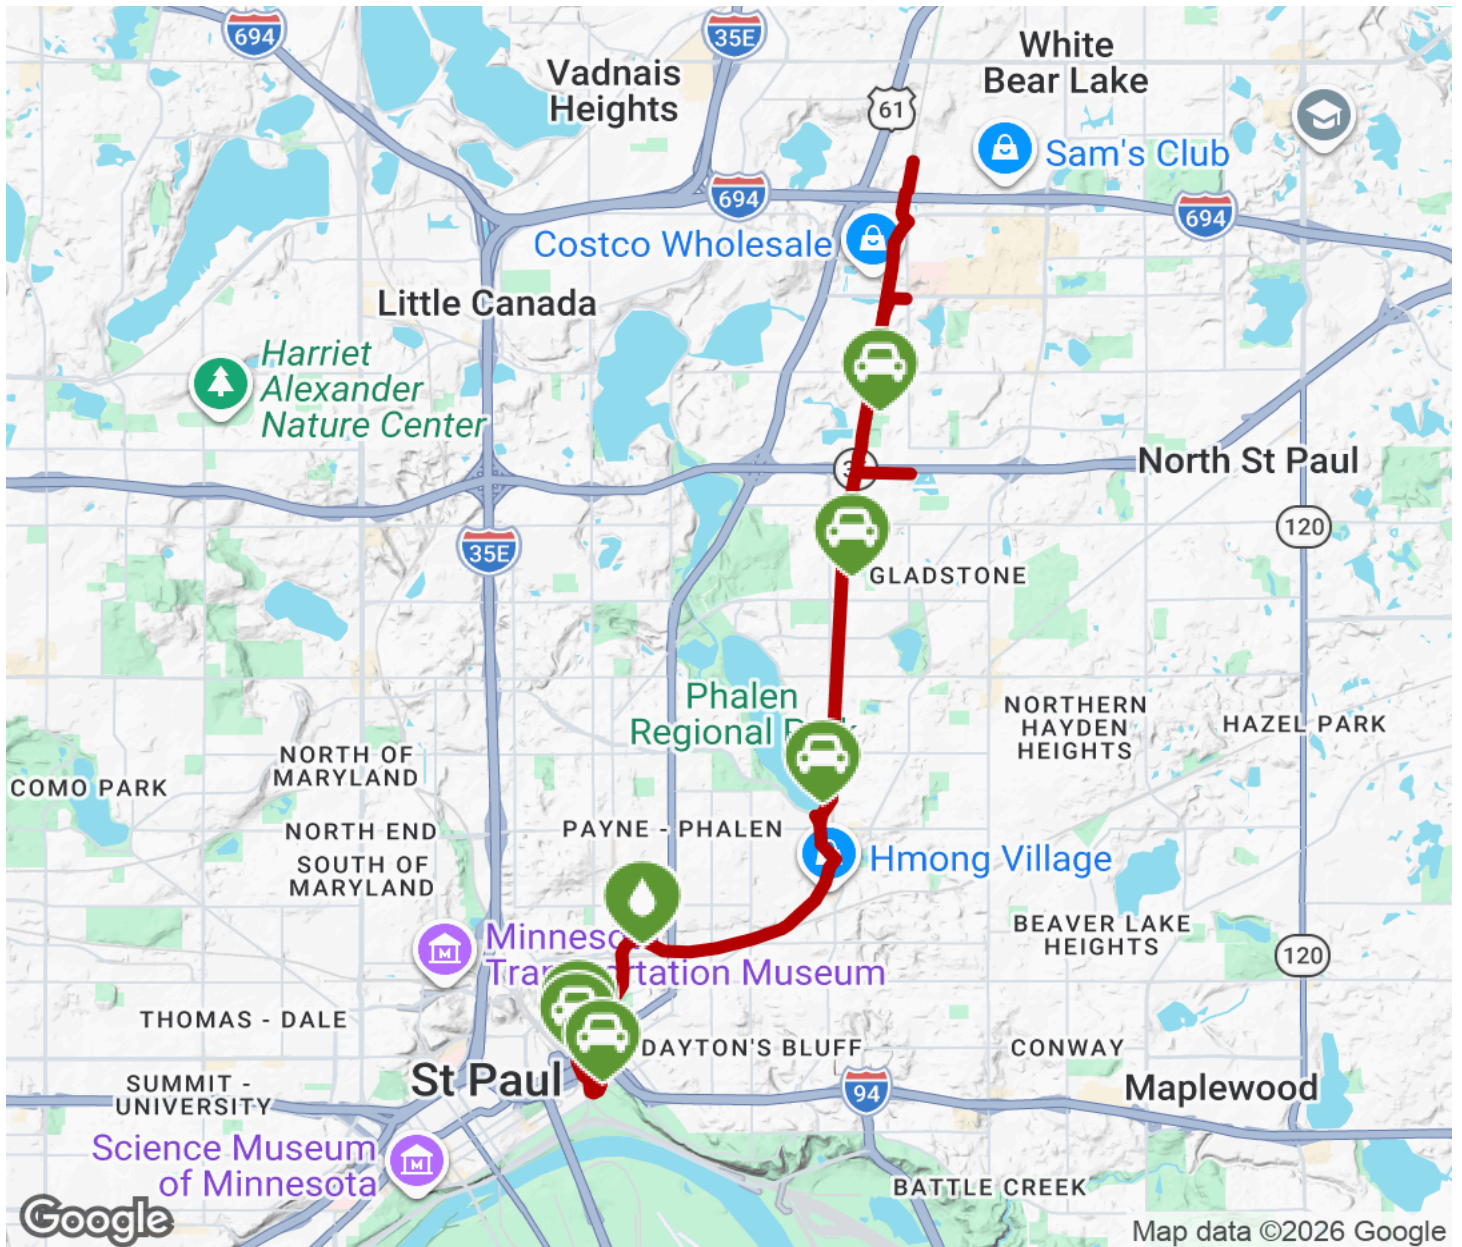 694
35E
White
Bear Lake
Vadnais
Heights
61
Sam's Club
694
694
Costco Wholesale
Little Canada
Harriet
Alexander
Nature Center
North St Paul
120
35E
GLADSTONE
Phalen
Regional
NORTHERN
HAYDEN
HEIGHTS
HAZEL PARK
NORTH OF
MARYLAND
COMO PARK
NORTH END
SOUTH OF
MARYLAND
PAYNE - PHALEN
Hmong Village
BEAVER LAKE
HEIGHTS
Museum
120
THOMAS - DALE
DAYTON'S BLUFF
CONWAY
St Paul
SUMMIT -
UNIVERSITY
94
Maplewood
Science Museum
of Minnesota
BATTLE CREEK
Google
Map data ©2026 Google